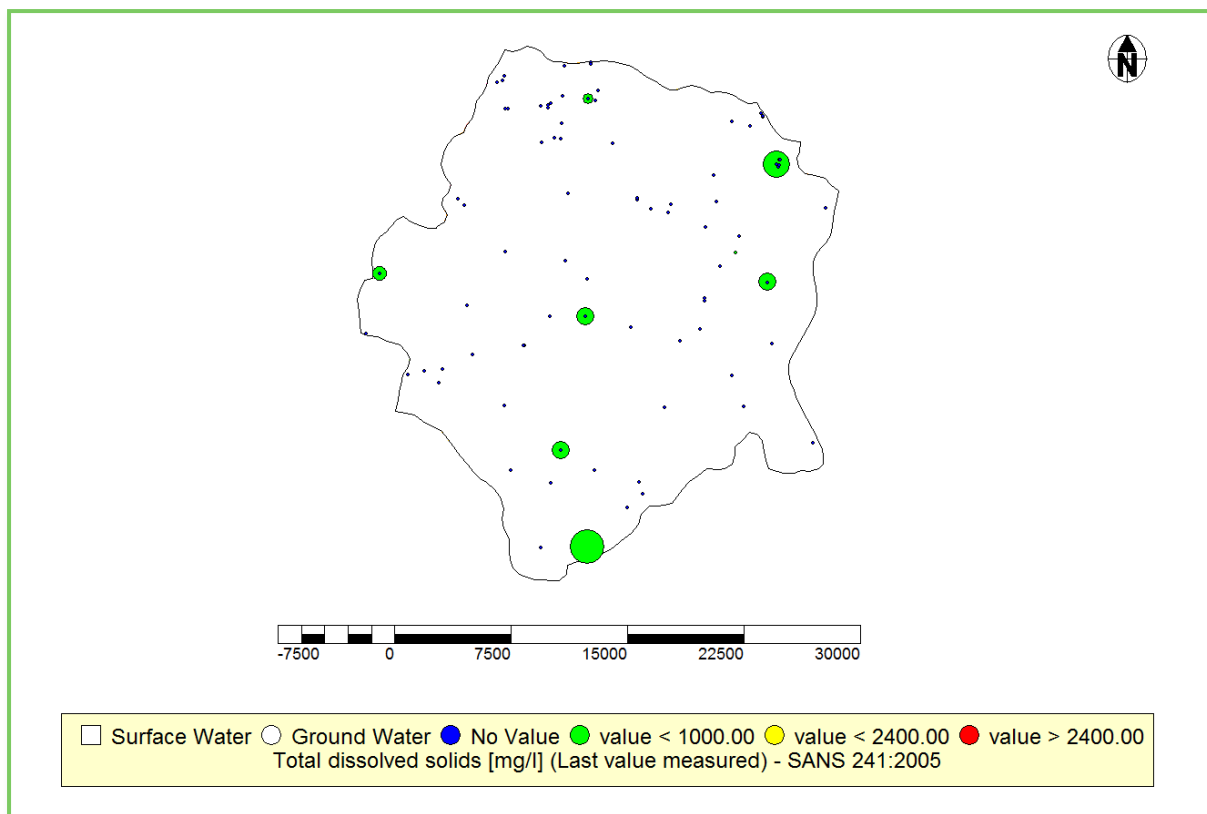 N
-7500 0 7500 15000 22500 30000
Surface Water Ground Water No Value value < 1000.00 value < 2400.00 value > 2400.00
Total dissolved solids [mg/l] (Last value measured) - SANS 241:2005